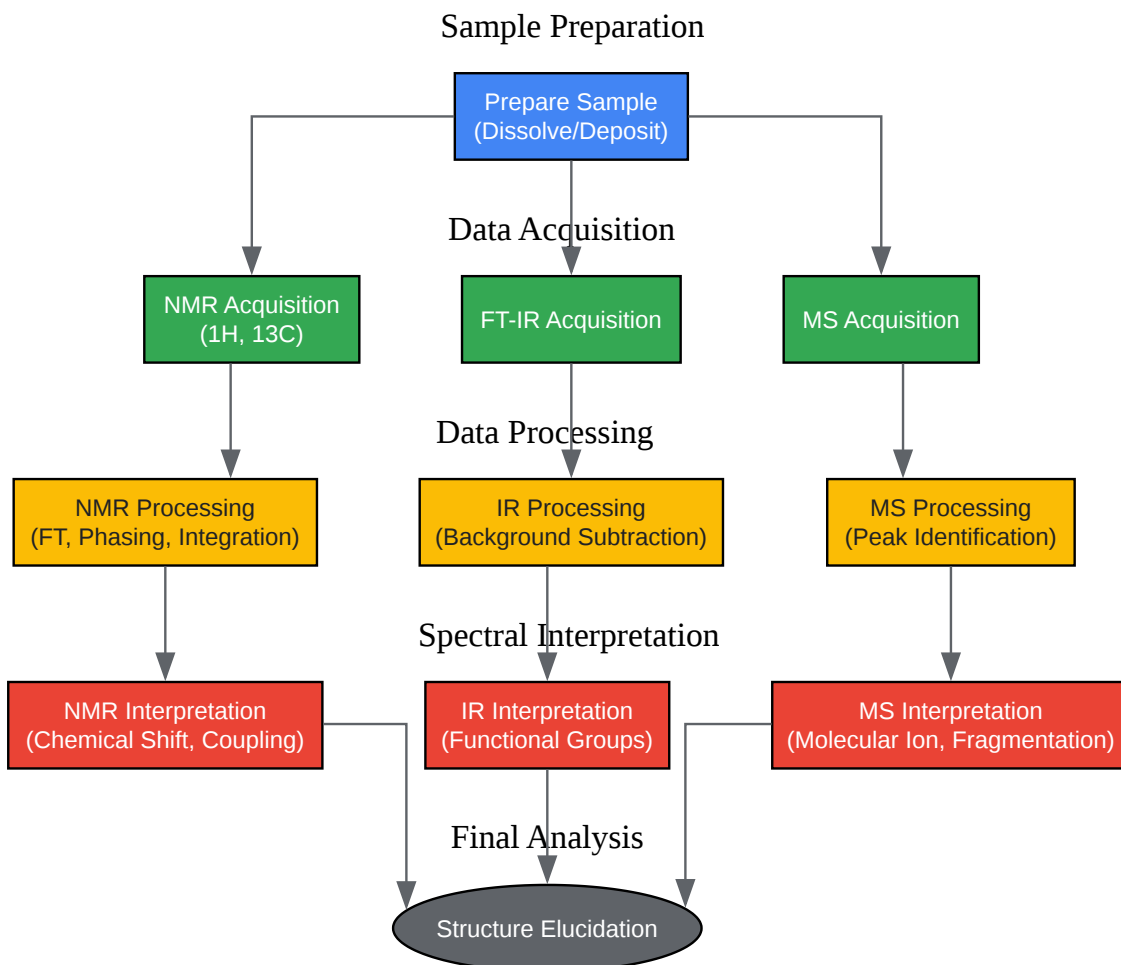 Sample Preparation
Prepare Sample
(Dissolve/Deposit)
Data Acquisition
NMR Acquisition
(1H, 13C)
FT-IR Acquisition
MS Acquisition
Data Processing
NMR Processing
(FT, Phasing, Integration)
IR Processing
(Background Subtraction)
MS Processing
(Peak Identification)
Spectral Interpretation
NMR Interpretation
(Chemical Shift, Coupling)
IR Interpretation
(Functional Groups)
MS Interpretation
(Molecular Ion, Fragmentation)
Final Analysis
Structure Elucidation